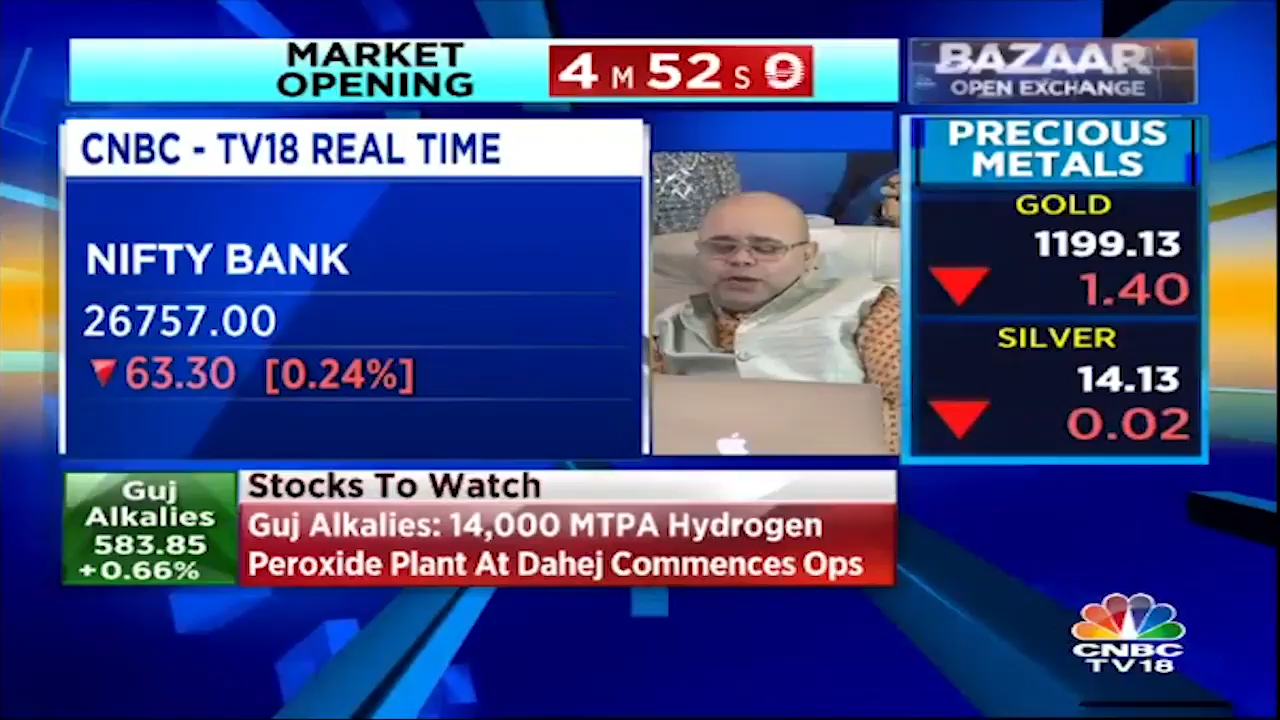 MARKET
OPENING
4 M 52 S
BAZAAR
OPEN EXCHANGE
CNBC - TV18 REAL TIME
NIFTY BANK
26757.00
63.30 [0.24%]
PRECIOUS
METALS
GOLD
1199.13
1.40
SILVER
14.13
0.02
Guj
Alkalies
583.85
+0.66%
Stocks To Watch
Guj Alkalies: 14,000 MTPA Hydrogen
Peroxide Plant At Dahej Commences Ops
CNBC
TV18